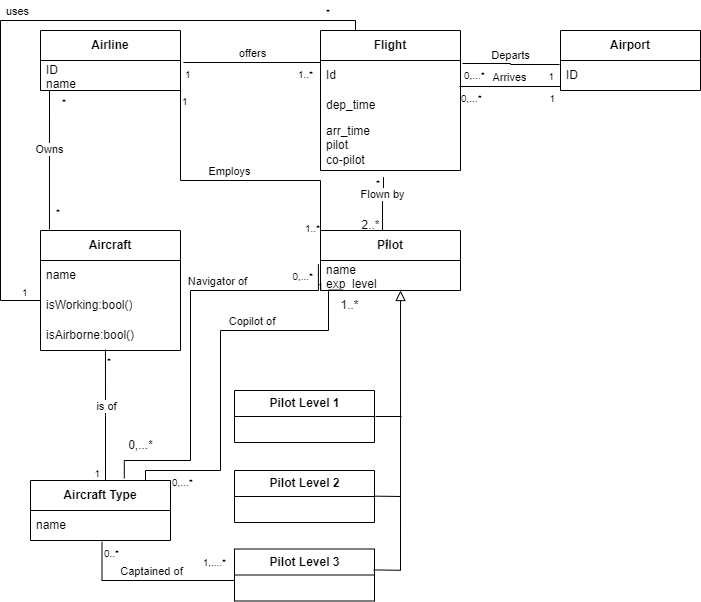 uses
*
Airline
ID
name
offers
1
1..*
Flight
Id
dep_time
arr_time
pilot
co-pilot
Departs
0,...*
Arrives
1
0,...*
1
Airport
ID
*
1
Owns
*
Employs
1..*
*
Flown by
2..*
Aircraft
name
isWorking:bool()
isAirborne:bool()
1
Pilot
name
exp_level
Navigator of
0,...*
1..*
Copilot of
*
is of
1
0,...*
0,...*
Pilot Level 1
Pilot Level 2
Pilot Level 3
Aircraft Type
name
0..*
Captained of
1,....*